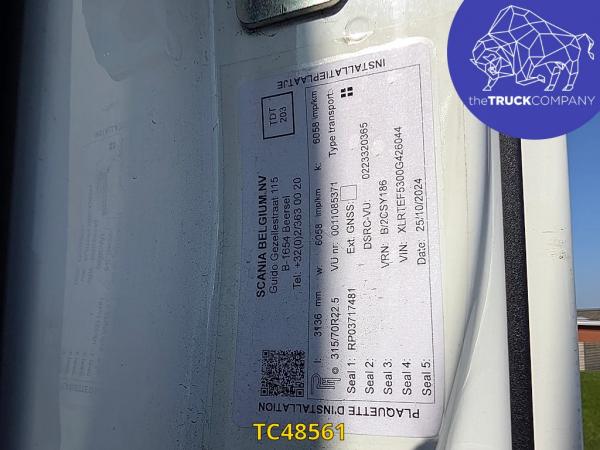 theTRUCKCOMPANY
INSTALLATIEPLAATJE
SCANIA BELGIUM.NV
Guido Gezellestraat 115
B-1654 Beersel
Tel: +32(0)2/363 00 20
TDT
203
l: 3136 mm w: 6058 imp/km k: 6058 imp/km
315/70R22.5 VU nr: 0011085371 Type transport:
Seal 1: RP03717481 Ext. GNSS:
Seal 2: DSRC-VU: 0223320365
Seal 3: VRN: B/2CSY186
Seal 4: VIN: XLRTEF5300G426044
Seal 5: Date: 25/10/2024
PLAQUETTE D'INSTALLATION
TC48561